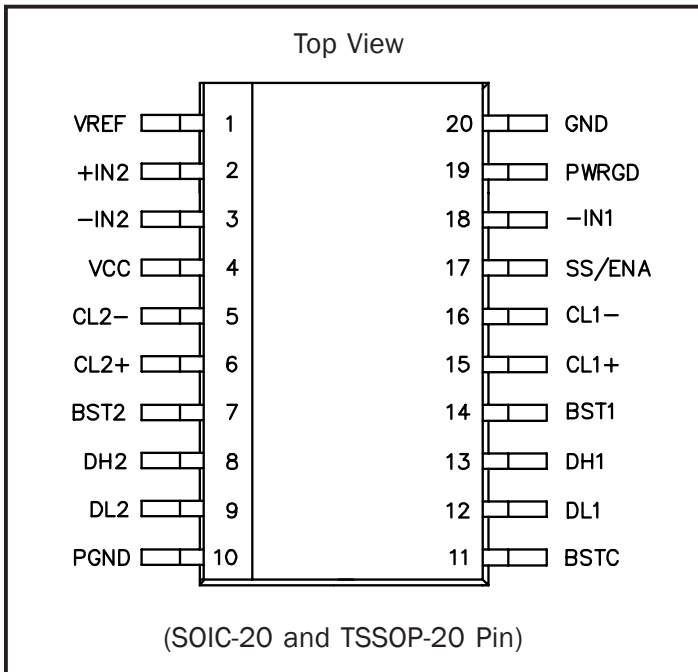 Top View
VREF 1 20 GND
+IN2 2 19 PWRGD
−IN2 3 18 −IN1
VCC 4 17 SS/ENA
CL2− 5 16 CL1−
CL2+ 6 15 CL1+
BST2 7 14 BST1
DH2 8 13 DH1
DL2 9 12 DL1
PGND 10 11 BSTC
(SOIC-20 and TSSOP-20 Pin)